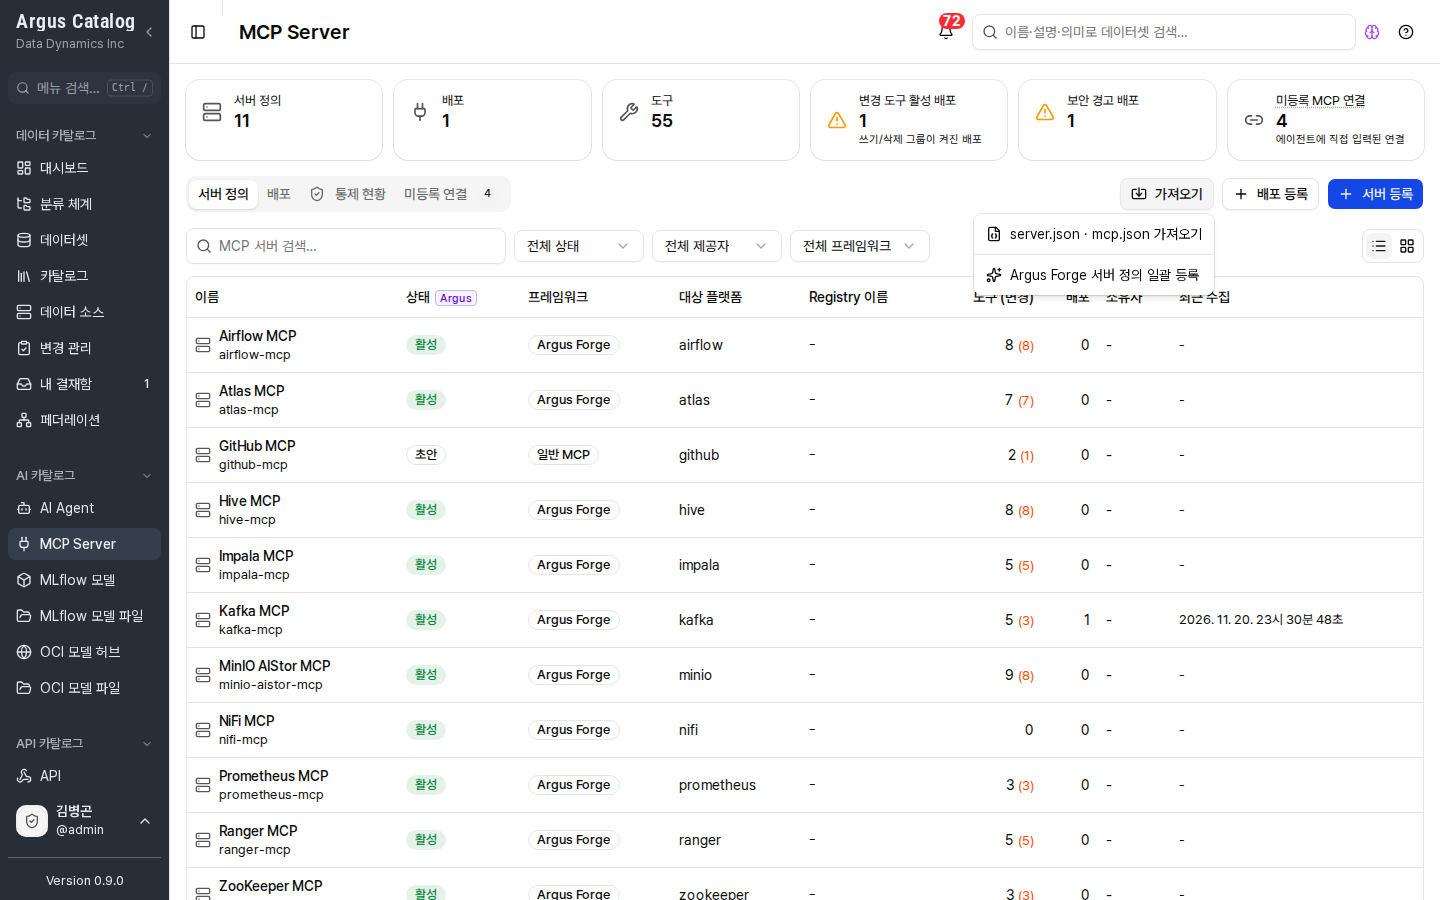 Argus Catalog
Data Dynamics Inc
메뉴 검색... Ctrl /
데이터 카탈로그
대시보드
분류 체계
데이터셋
카탈로그
데이터 소스
변경 관리
내 결재함 1
페더레이션
AI 카탈로그
AI Agent
MCP Server
MLflow 모델
MLflow 모델 파일
OCI 모델 허브
OCI 모델 파일
API 카탈로그
API
김병곤
@admin
Version 0.9.0
MCP Server
72
이름·설명·의미로 데이터셋 검색...
서버 정의
11
배포
1
도구
55
변경 도구 활성 배포
1
쓰기/삭제 그룹이 켜진 배포
보안 경고 배포
1
미등록 MCP 연결
4
에이전트에 직접 입력된 연결
서버 정의 배포 통제 현황 미등록 연결 4
가져오기 배포 등록 서버 등록
server.json · mcp.json 가져오기
Argus Forge 서버 정의 일괄 등록
MCP 서버 검색... 전체 상태 전체 제공자 전체 프레임워크
이름 상태 Argus 프레임워크 대상 플랫폼 Registry 이름 도구 (변경) 배포 소유자 최근 수집
Airflow MCP
airflow-mcp
활성 Argus Forge airflow - 8 (8) 0 - -
Atlas MCP
atlas-mcp
활성 Argus Forge atlas - 7 (7) 0 - -
GitHub MCP
github-mcp
초안 일반 MCP github - 2 (1) 0 - -
Hive MCP
hive-mcp
활성 Argus Forge hive - 8 (8) 0 - -
Impala MCP
impala-mcp
활성 Argus Forge impala - 5 (5) 0 - -
Kafka MCP
kafka-mcp
활성 Argus Forge kafka - 5 (3) 1 - 2026. 11. 20. 23시 30분 48초
MinIO AIStor MCP
minio-aistor-mcp
활성 Argus Forge minio - 9 (8) 0 - -
NiFi MCP
nifi-mcp
활성 Argus Forge nifi - 0 0 - -
Prometheus MCP
prometheus-mcp
활성 Argus Forge prometheus - 3 (3) 0 - -
Ranger MCP
ranger-mcp
활성 Argus Forge ranger - 5 (5) 0 - -
ZooKeeper MCP
활성 Argus Forge zookeeper - 3 (3) 0 - -